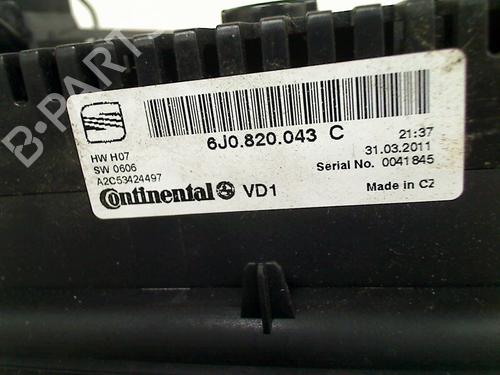 B-PARTS
6J0.820.043 C
21:37
31.03.2011
HW H07
SW 0606
A2C53424497
Serial No. 0041845
Continental VD1
Made in CZ